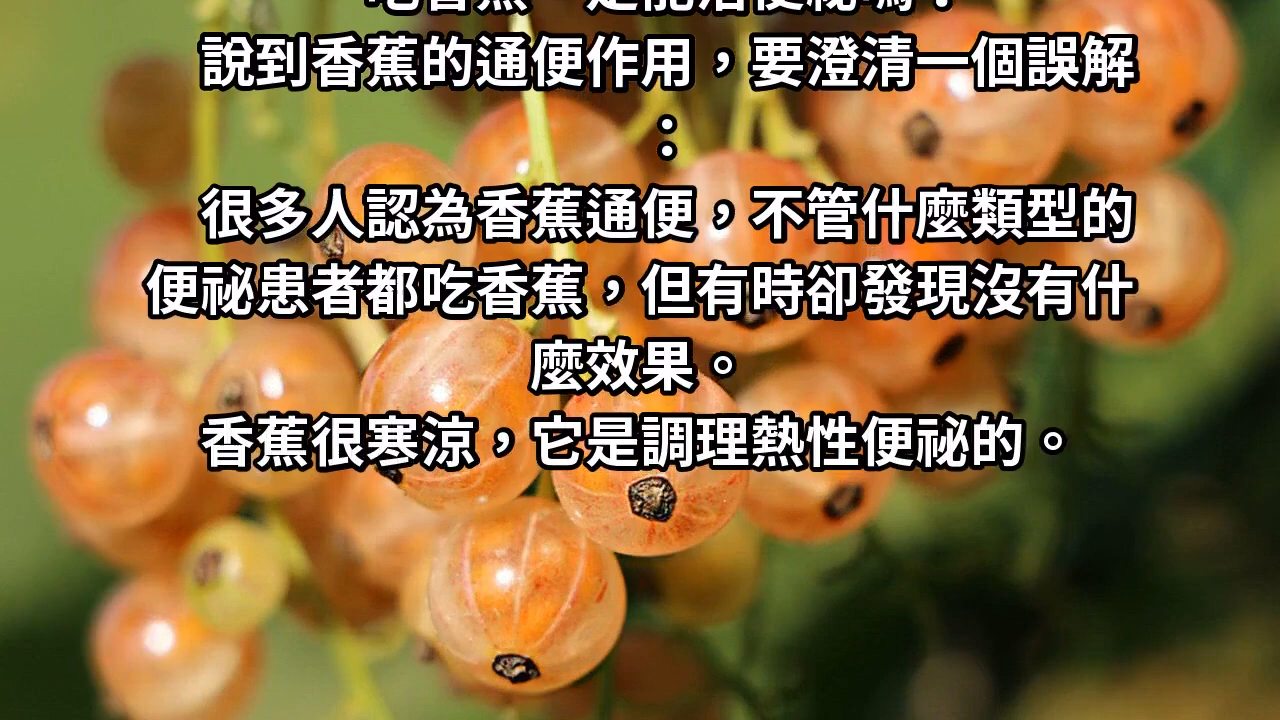 說到香蕉的通便作用，要澄清一個誤解
：
很多人認為香蕉通便，不管什麼類型的
便祕患者都吃香蕉，但有時卻發現沒有什
麼效果。
香蕉很寒涼，它是調理熱性便祕的。